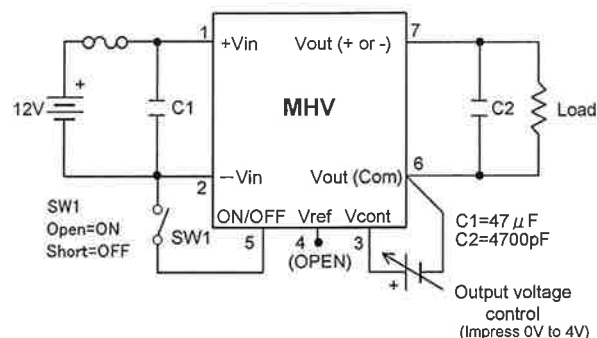 1
7
+Vin
Vout (+ or -)
+
12V
C1
MHV
C2
Load
6
2
−Vin
Vout (Com)
SW1
Open=ON
Short=OFF
SW1
ON/OFF
Vref
Vcont
5
4
3
(OPEN)
+
C1=47μF
C2=4700pF
Output voltage
control
(Impress 0V to 4V)